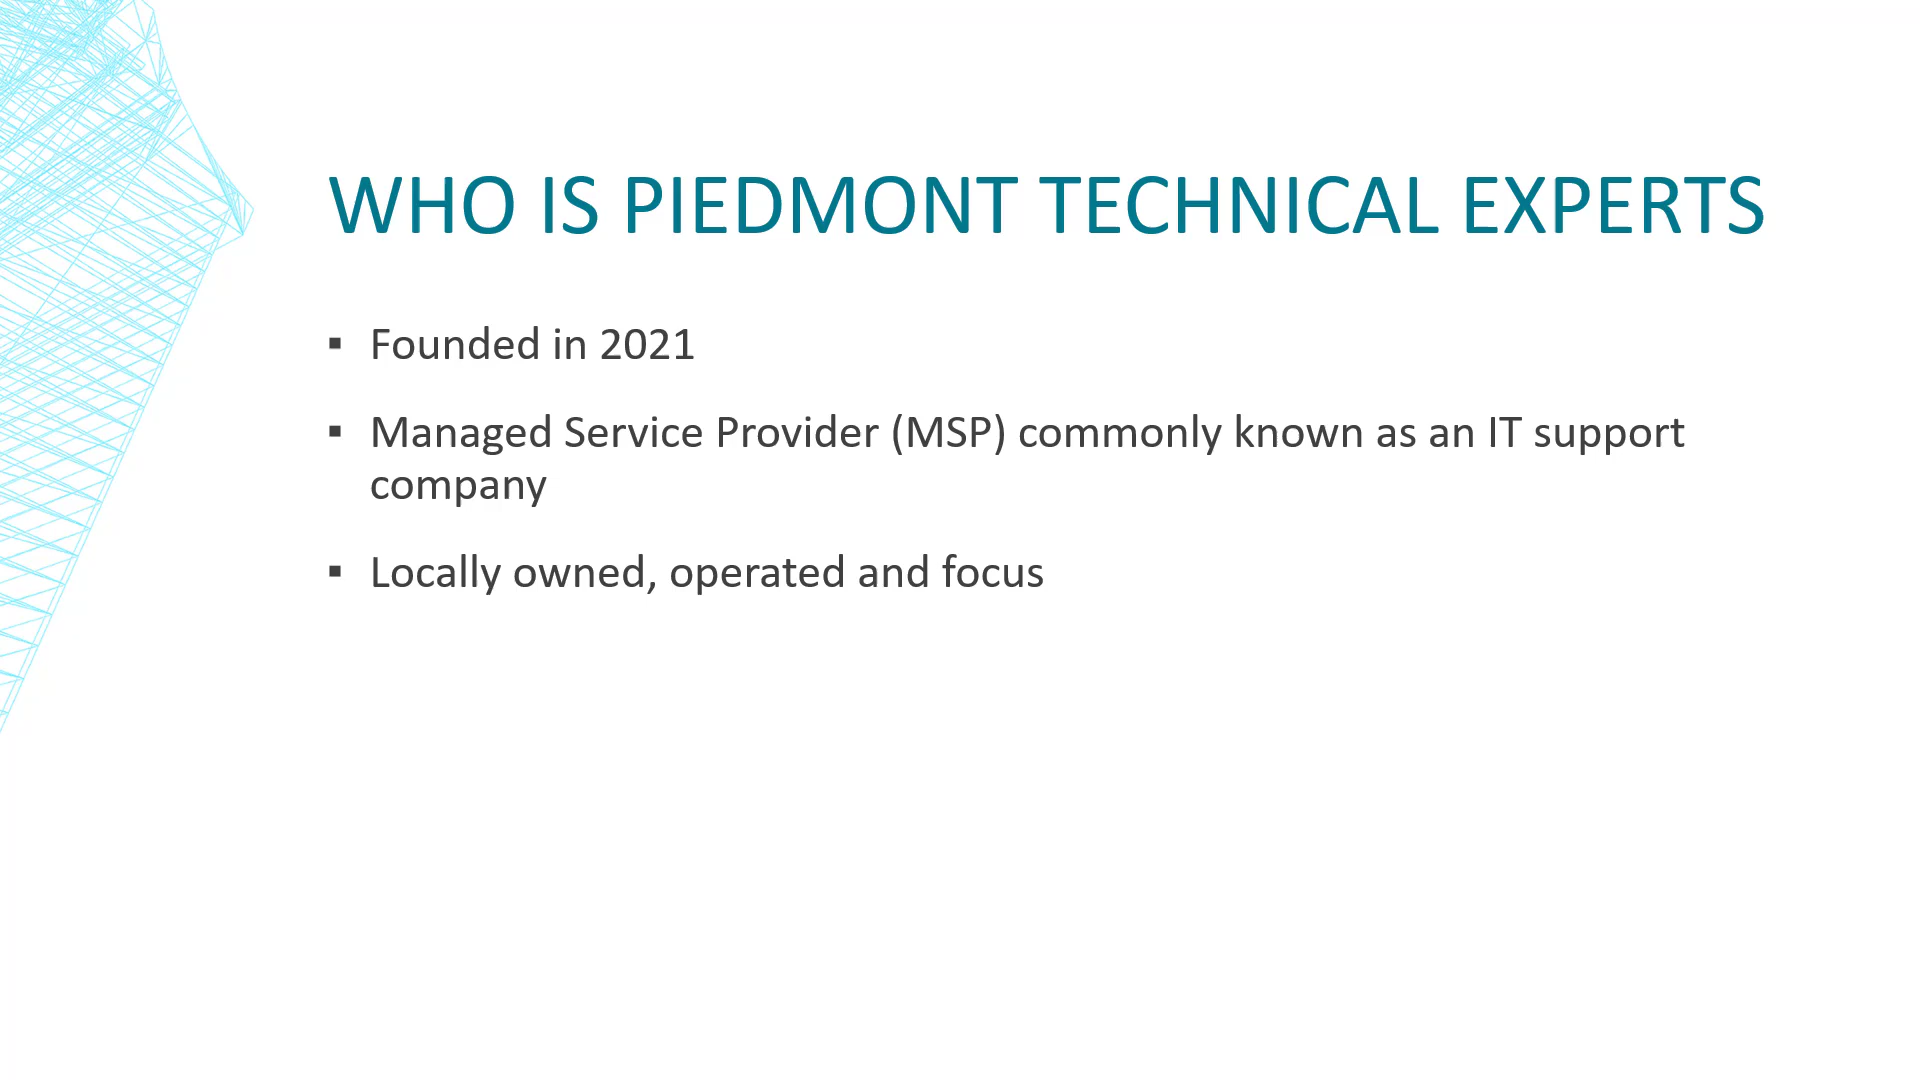 WHO IS PIEDMONT TECHNICAL EXPERTS
▪ Founded in 2021
▪ Managed Service Provider (MSP) commonly known as an IT support
company
▪ Locally owned, operated and focus